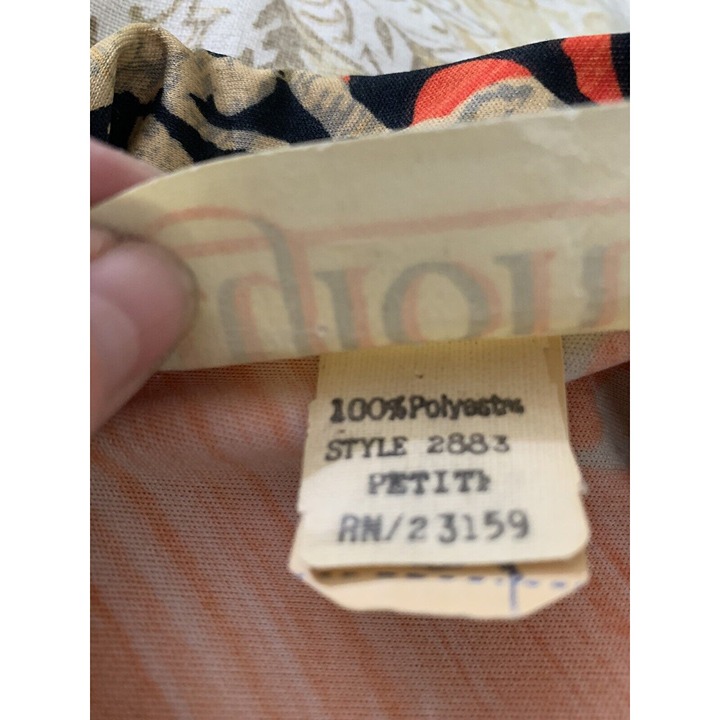 100%Polyester
STYLE 2883
PETITE
RN/23159